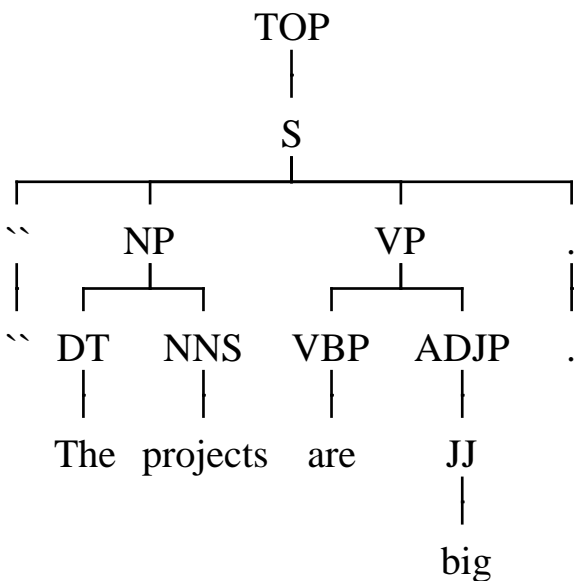 TOP
S
`` NP VP .
`` DT NNS VBP ADJP .
The projects are JJ
big